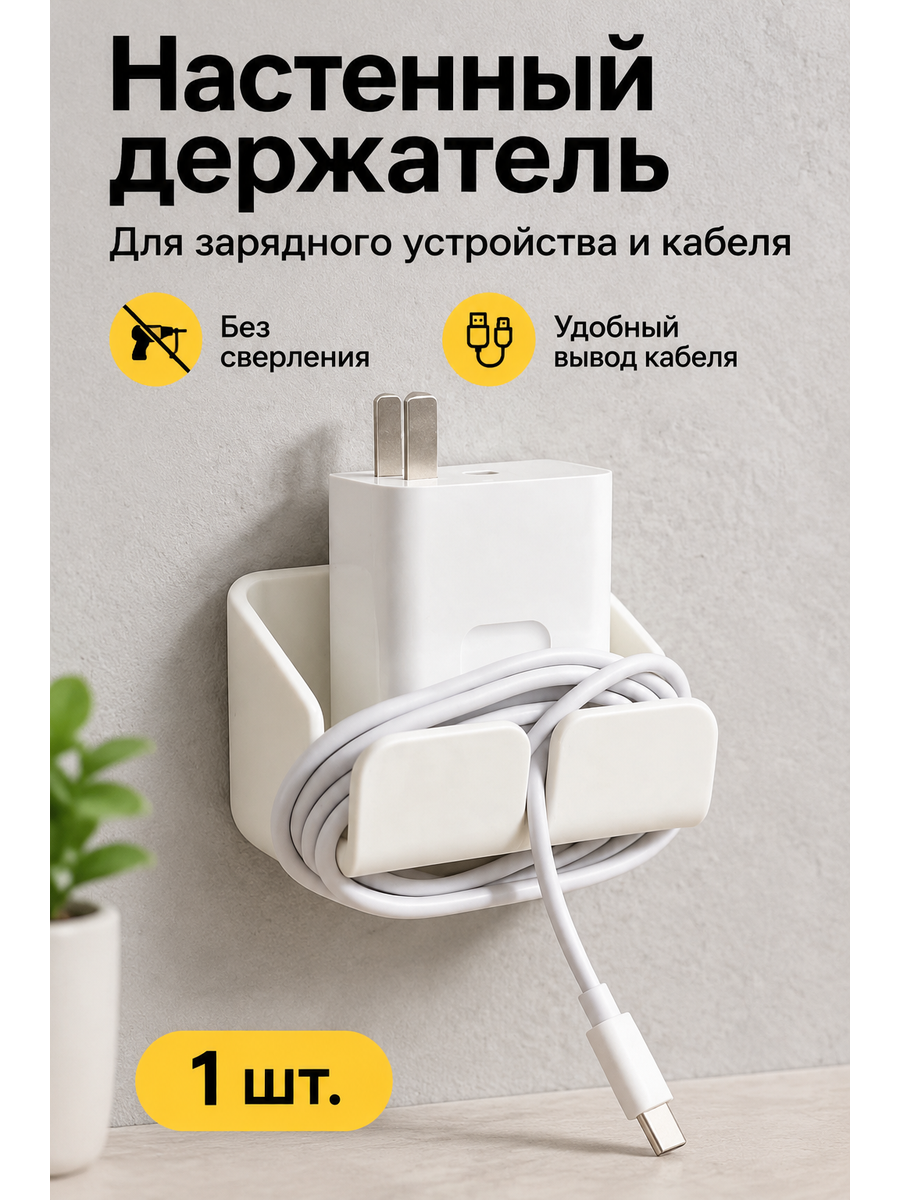 Настенный
держатель
Для зарядного устройства и кабеля
Без
сверления
Удобный
вывод кабеля
1 шт.